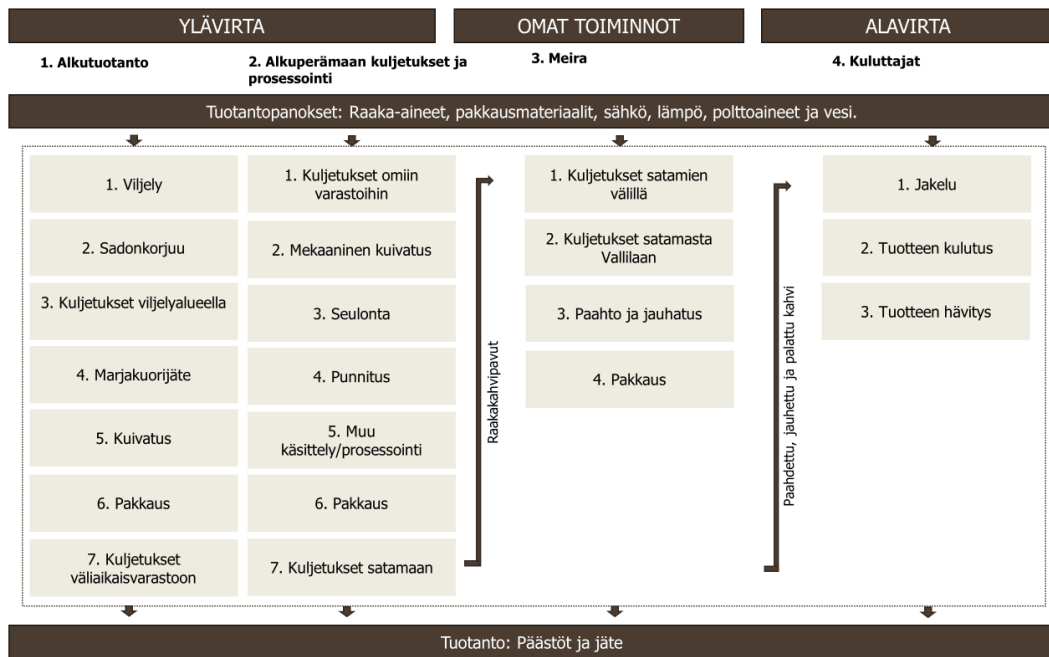 YLÄVIRTA
OMAT TOIMINNOT
ALAVIRTA
1. Alkutuotanto
2. Alkuperämaan kuljetukset ja
prosessointi
3. Meira
4. Kuluttajat
Tuotantopanokset: Raaka-aineet, pakkausmateriaalit, sähkö, lämpö, polttoaineet ja vesi.
1. Viljely
2. Sadonkorjuu
3. Kuljetukset viljelyalueella
4. Marjakuorijäte
5. Kuivatus
6. Pakkaus
7. Kuljetukset
väliaikaisvarastoon
1. Kuljetukset omiin
varastoihin
2. Mekaaninen kuivatus
3. Seulonta
4. Punnitus
5. Muu
käsittely/prosessointi
6. Pakkaus
7. Kuljetukset satamaan
Raakakahvipavut
1. Kuljetukset satamien
välillä
2. Kuljetukset satamasta
Vallilaan
3. Paahto ja jauhatus
4. Pakkaus
Paahdettu, jauhettu ja palattu kahvi
1. Jakelu
2. Tuotteen kulutus
3. Tuotteen hävitys
Tuotanto: Päästöt ja jäte